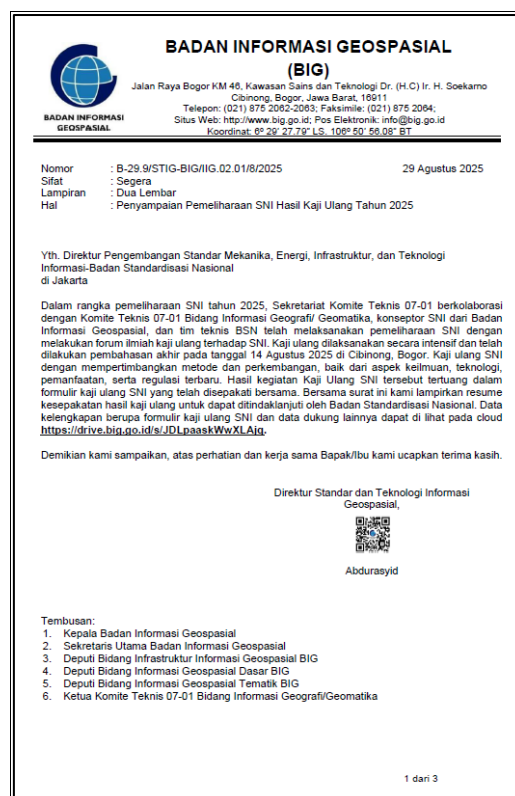 BADAN INFORMASI GEOSPASIAL
(BIG)
Jalan Raya Bogor KM 46, Kawasan Sains dan Teknologi Dr. (H.C) Ir. H. Soekarno
Cibinong, Bogor, Jawa Barat, 16911
Telepon: (021) 875 2062-2063; Faksimile: (021) 875 2064;
Situs Web: http://www.big.go.id; Pos Elektronik: info@big.go.id
Koordinat: 6º 29' 27.79" LS. 106º 50' 56.08" BT
BADAN INFORMASI
GEOSPASIAL
Nomor : B-29.9/STIG-BIG/IIG.02.01/8/2025 29 Agustus 2025
Sifat : Segera
Lampiran : Dua Lembar
Hal : Penyampaian Pemeliharaan SNI Hasil Kaji Ulang Tahun 2025
Yth. Direktur Pengembangan Standar Mekanika, Energi, Infrastruktur, dan Teknologi
Informasi-Badan Standardisasi Nasional
di Jakarta
Dalam rangka pemeliharaan SNI tahun 2025, Sekretariat Komite Teknis 07-01 berkolaborasi
dengan Komite Teknis 07-01 Bidang Informasi Geografi/ Geomatika, konseptor SNI dari Badan
Informasi Geospasial, dan tim teknis BSN telah melaksanakan pemeliharaan SNI dengan
melakukan forum ilmiah kaji ulang terhadap SNI. Kaji ulang dilaksanakan secara intensif dan telah
dilakukan pembahasan akhir pada tanggal 14 Agustus 2025 di Cibinong, Bogor. Kaji ulang SNI
dengan mempertimbangkan metode dan perkembangan, baik dari aspek keilmuan, teknologi,
pemanfaatan, serta regulasi terbaru. Hasil kegiatan Kaji Ulang SNI tersebut tertuang dalam
formulir kaji ulang SNI yang telah disepakati bersama. Bersama surat ini kami lampirkan resume
kesepakatan hasil kaji ulang untuk dapat ditindaklanjuti oleh Badan Standardisasi Nasional. Data
kelengkapan berupa formulir kaji ulang SNI dan data dukung lainnya dapat di lihat pada cloud
https://drive.big.go.id/s/JDLpaaskWwXLAjq.
Demikian kami sampaikan, atas perhatian dan kerja sama Bapak/Ibu kami ucapkan terima kasih.
Direktur Standar dan Teknologi Informasi
Geospasial,
Abdurasyid
Tembusan:
1. Kepala Badan Informasi Geospasial
2. Sekretaris Utama Badan Informasi Geospasial
3. Deputi Bidang Infrastruktur Informasi Geospasial BIG
4. Deputi Bidang Informasi Geospasial Dasar BIG
5. Deputi Bidang Informasi Geospasial Tematik BIG
6. Ketua Komite Teknis 07-01 Bidang Informasi Geografi/Geomatika
1 dari 3